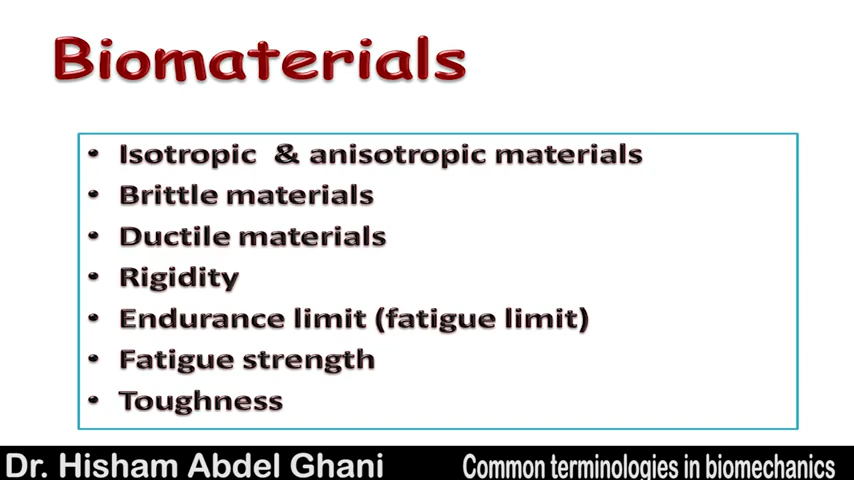 Biomaterials
• Isotropic & anisotropic materials
• Brittle materials
• Ductile materials
• Rigidity
• Endurance limit (fatigue limit)
• Fatigue strength
• Toughness
Dr. Hisham Abdel Ghani
Common terminologies in biomechanics